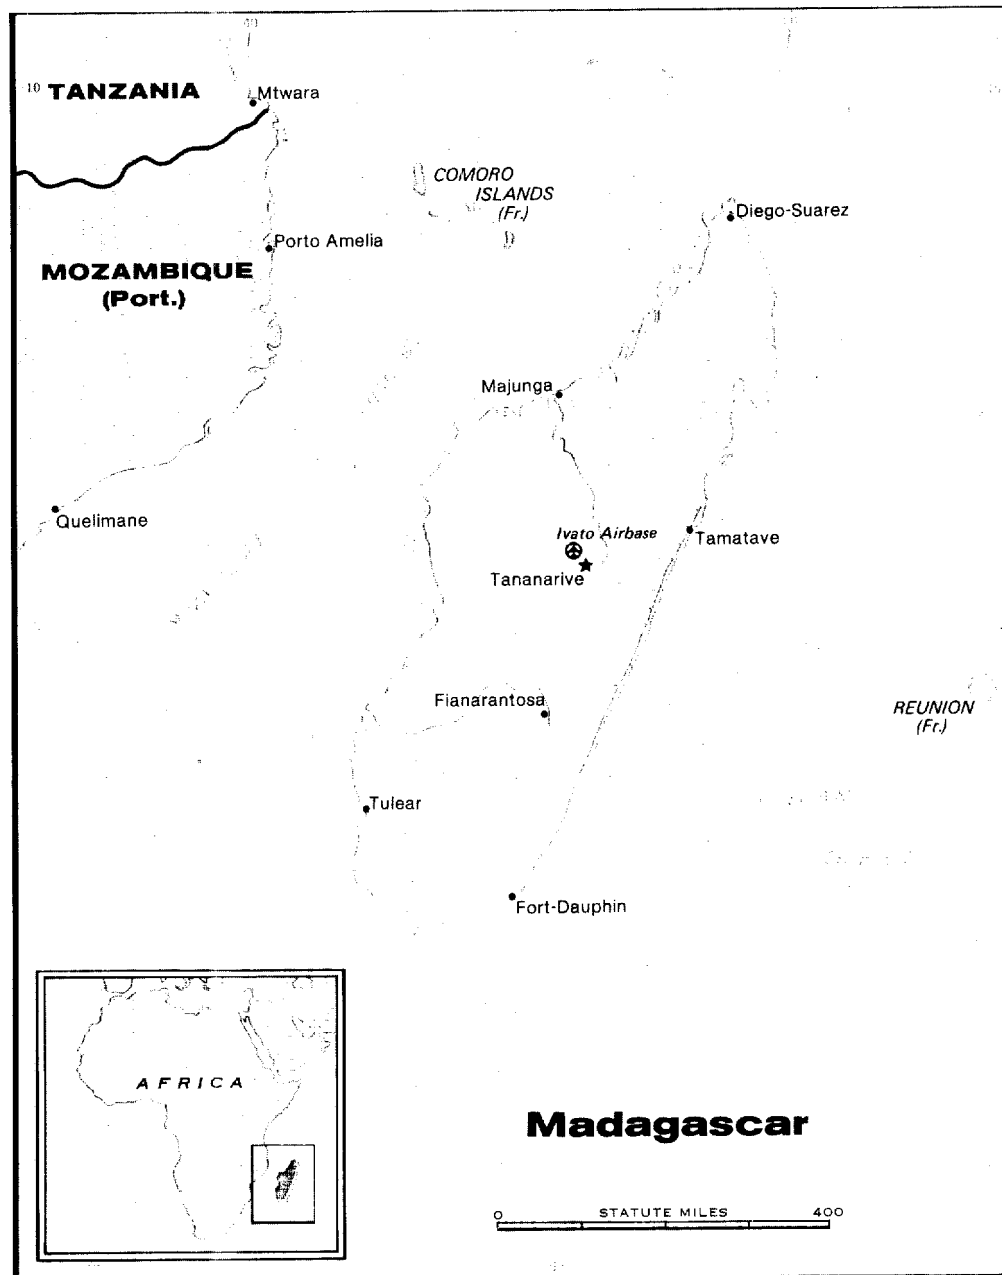 40
10 TANZANIA
Mtwara
COMORO
ISLANDS
(Fr.)
Diego-Suarez
Porto Amelia
MOZAMBIQUE
(Port.)
Majunga
Quelimane
Ivato Airbase
Tamatave
Tananarive
Fianarantosa
REUNION
(Fr.)
Tulear
Fort-Dauphin
AFRICA
Madagascar
0 STATUTE MILES 400